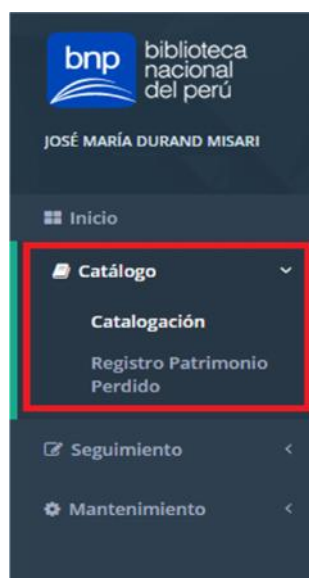 bnp
biblioteca
nacional
del perú
JOSÉ MARÍA DURAND MISARI
Inicio
Catálogo
Catalogación
Registro Patrimonio
Perdido
Seguimiento
Mantenimiento